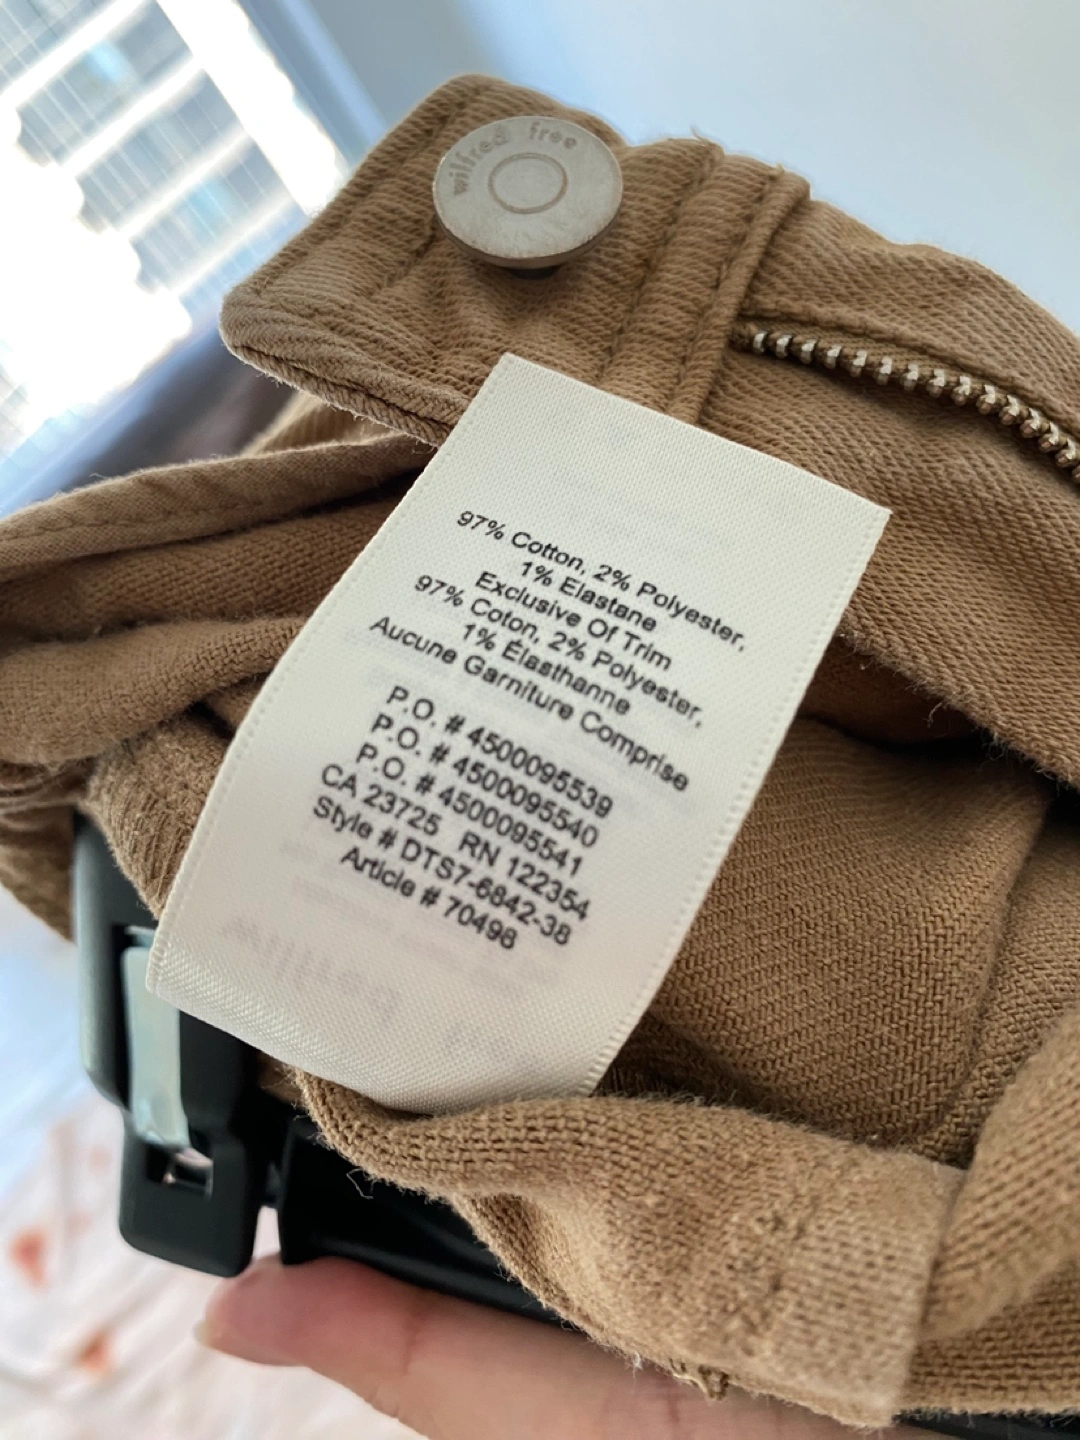 wilfred free
97% Cotton, 2% Polyester,
1% Elastane
Exclusive Of Trim
97% Coton, 2% Polyester,
1% Élasthanne
Aucune Garniture Comprise
P.O. # 4500095539
P.O. # 4500095540
P.O. # 4500095541
CA 23725 RN 122354
Style # DTS7-6842-38
Article # 70498